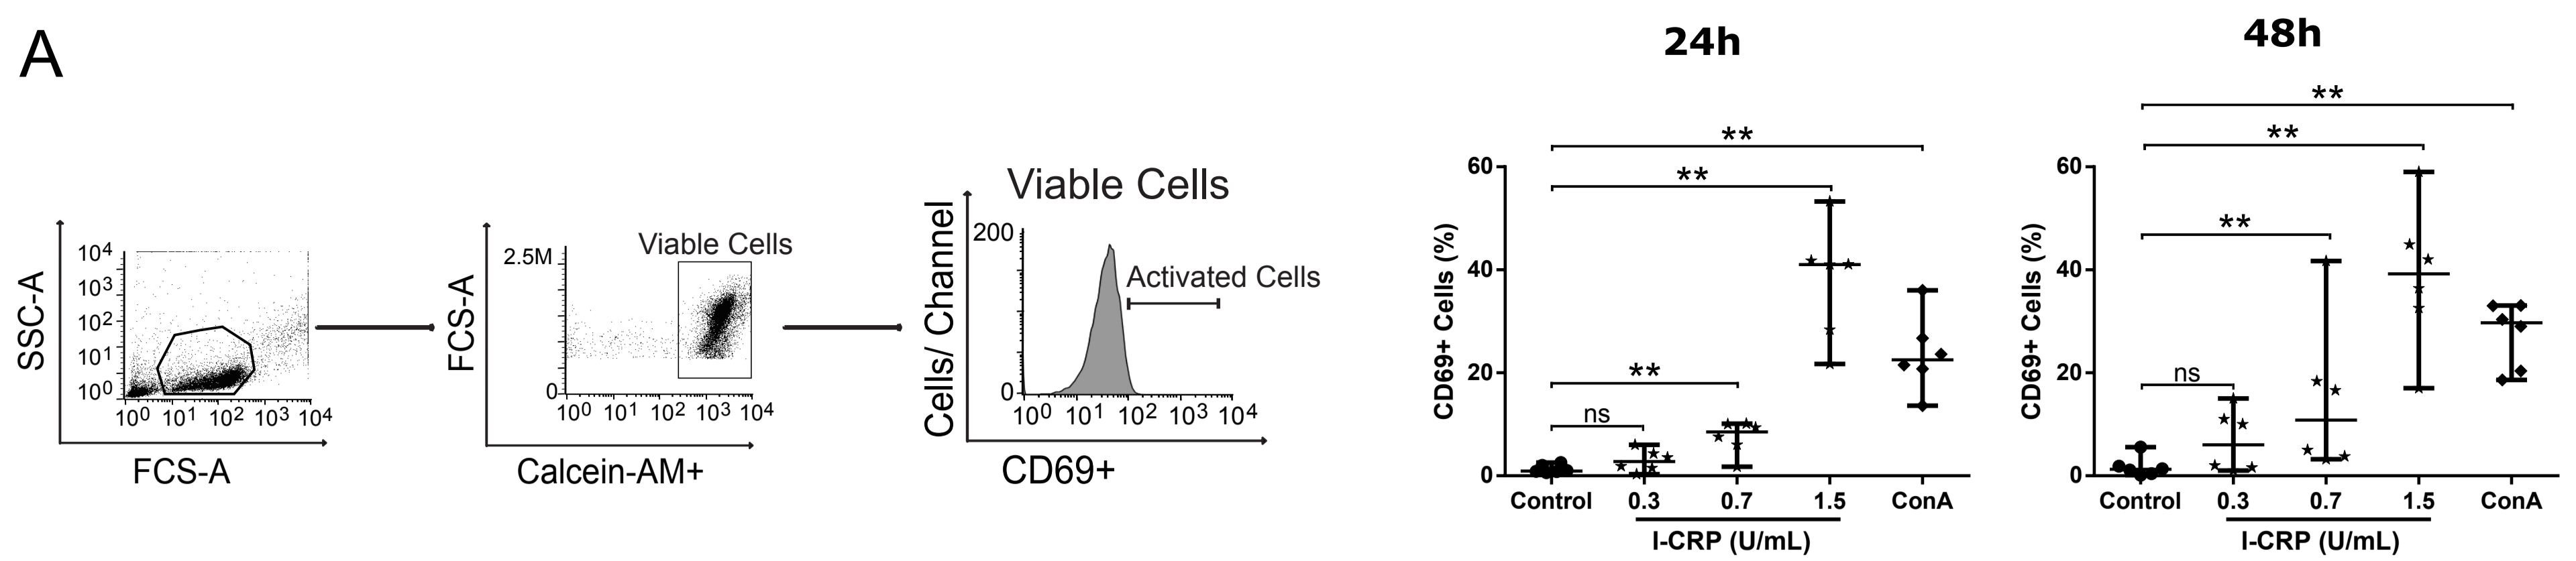 A
SSC-A
10⁴
10³
10²
10¹
10⁰
10⁰ 10¹ 10² 10³ 10⁴
FCS-A
FCS-A
2.5M
0
Viable Cells
10⁰ 10¹ 10² 10³ 10⁴
Calcein-AM+
Viable Cells
Cells/ Channel
200
0
Activated Cells
10⁰ 10¹ 10² 10³ 10⁴
CD69+
24h
**
**
**
ns
CD69+ Cells (%)
60
40
20
0
Control 0.3 0.7 1.5 ConA
I-CRP (U/mL)
48h
**
**
**
ns
CD69+ Cells (%)
60
40
20
0
Control 0.3 0.7 1.5 ConA
I-CRP (U/mL)